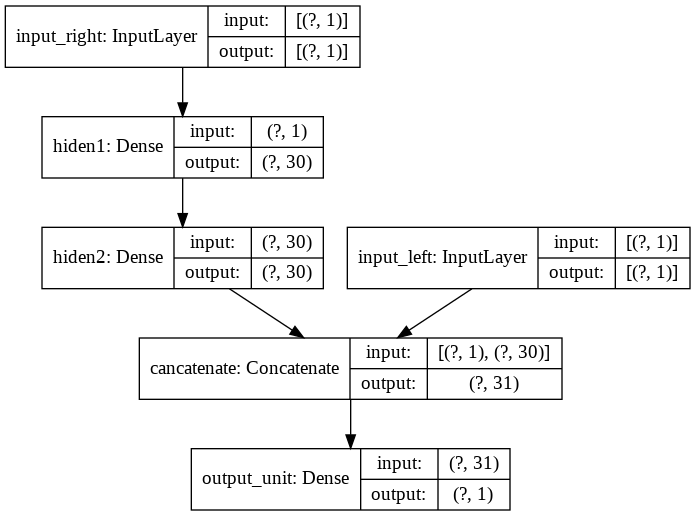 input_right: InputLayer
input: [(?, 1)]
output: [(?, 1)]
hiden1: Dense
input: (?, 1)
output: (?, 30)
hiden2: Dense
input: (?, 30)
output: (?, 30)
input_left: InputLayer
input: [(?, 1)]
output: [(?, 1)]
cancatenate: Concatenate
input: [(?, 1), (?, 30)]
output: (?, 31)
output_unit: Dense
input: (?, 31)
output: (?, 1)